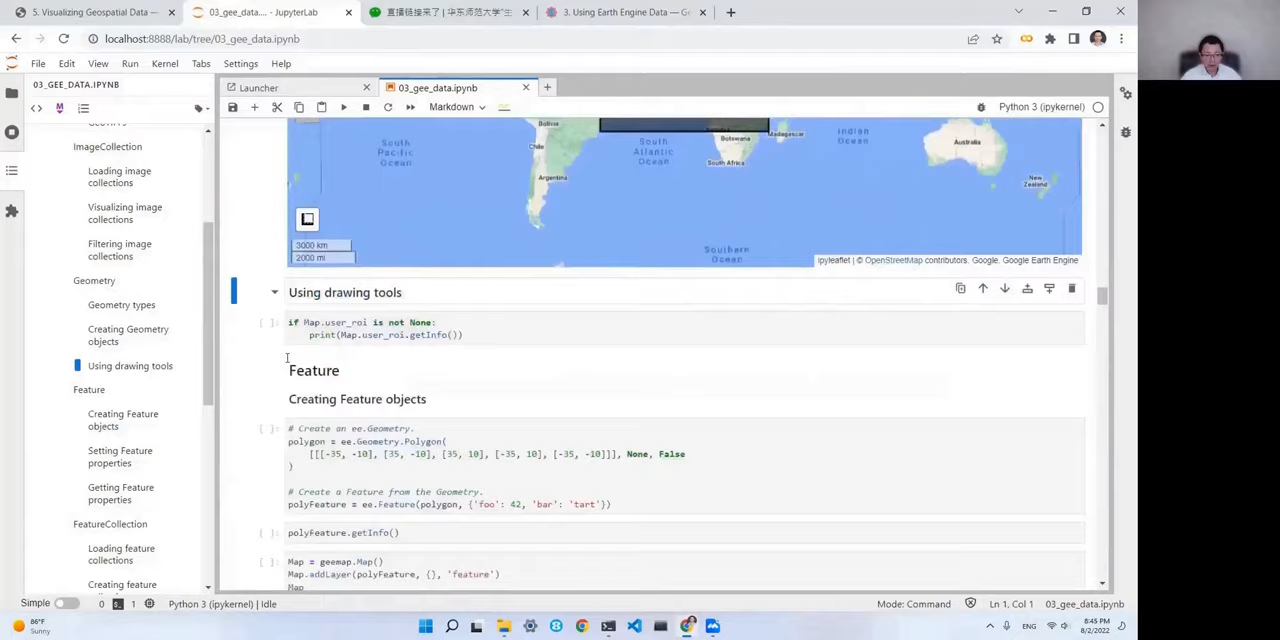 5. Visualizing Geospatial Data —
03_gee_data.... - JupyterLab
直播链接来了 | 华东师范大学"生
3. Using Earth Engine Data — Ge
localhost:8888/lab/tree/03_gee_data.ipynb
File Edit View Run Kernel Tabs Settings Help
03_GEE_DATA.IPYNB
Launcher
03_gee_data.ipynb
Markdown
Python 3 (ipykernel)
ImageCollection
Loading image
collections
Visualizing image
collections
Filtering image
collections
Geometry
Geometry types
Creating Geometry
objects
Using drawing tools
Feature
Creating Feature
objects
Setting Feature
properties
Getting Feature
properties
FeatureCollection
Loading feature
collections
Creating feature
Bolivia
Chile
Argentina
South
Pacific
Ocean
South
Atlantic
Ocean
Botswana
South Africa
Madagascar
Indian
Ocean
Australia
New
Zealand
Southern
Ocean
3000 km
2000 mi
ipyleaflet | © OpenStreetMap contributors. Google. Google Earth Engine
Using drawing tools
[ ]:
if Map.user_roi is not None:
print(Map.user_roi.getInfo())
Feature
Creating Feature objects
[ ]:
# Create an ee.Geometry.
polygon = ee.Geometry.Polygon(
[[[-35, -10], [35, -10], [35, 10], [-35, 10], [-35, -10]]], None, False
)
# Create a Feature from the Geometry.
polyFeature = ee.Feature(polygon, {'foo': 42, 'bar': 'tart'})
[ ]:
polyFeature.getInfo()
[ ]:
Map = geemap.Map()
Map.addLayer(polyFeature, {}, 'feature')
Map
Simple
0
1
Python 3 (ipykernel) | Idle
Mode: Command
Ln 1, Col 1
03_gee_data.ipynb
86°F
Sunny
ENG
8:45 PM
8/2/2022